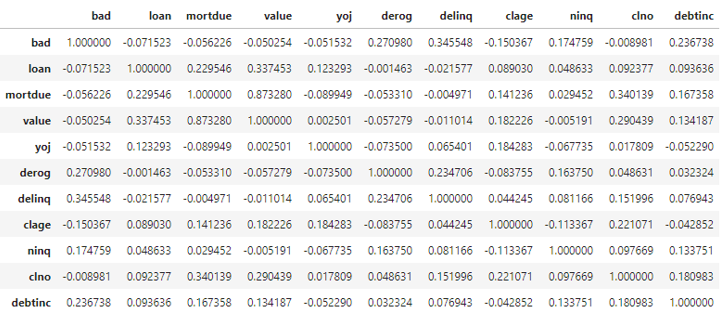 bad loan mortdue value yoj derog delinq clage ninq clno debtinc
bad 1.000000 -0.071523 -0.056226 -0.050254 -0.051532 0.270980 0.345548 -0.150367 0.174759 -0.008981 0.236738
loan -0.071523 1.000000 0.229546 0.337453 0.123293 -0.001463 -0.021577 0.089030 0.048633 0.092377 0.093636
mortdue -0.056226 0.229546 1.000000 0.873280 -0.089949 -0.053310 -0.004971 0.141236 0.029452 0.340139 0.167358
value -0.050254 0.337453 0.873280 1.000000 0.002501 -0.057279 -0.011014 0.182226 -0.005191 0.290439 0.134187
yoj -0.051532 0.123293 -0.089949 0.002501 1.000000 -0.073500 0.065401 0.184283 -0.067735 0.017809 -0.052290
derog 0.270980 -0.001463 -0.053310 -0.057279 -0.073500 1.000000 0.234706 -0.083755 0.163750 0.048631 0.032324
delinq 0.345548 -0.021577 -0.004971 -0.011014 0.065401 0.234706 1.000000 0.044245 0.081166 0.151996 0.076943
clage -0.150367 0.089030 0.141236 0.182226 0.184283 -0.083755 0.044245 1.000000 -0.113367 0.221071 -0.042852
ninq 0.174759 0.048633 0.029452 -0.005191 -0.067735 0.163750 0.081166 -0.113367 1.000000 0.097669 0.133751
clno -0.008981 0.092377 0.340139 0.290439 0.017809 0.048631 0.151996 0.221071 0.097669 1.000000 0.180983
debtinc 0.236738 0.093636 0.167358 0.134187 -0.052290 0.032324 0.076943 -0.042852 0.133751 0.180983 1.000000